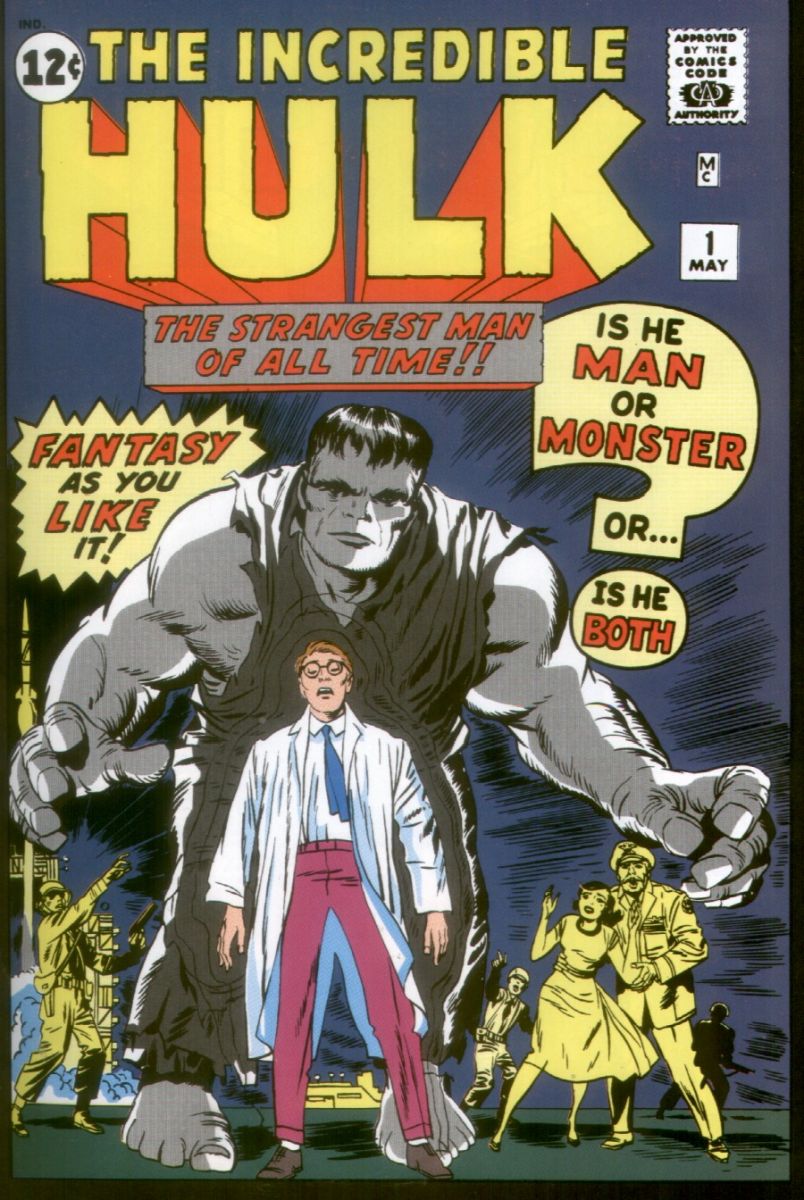 IND.
12¢
THE INCREDIBLE
HULK
APPROVED
BY THE
COMICS
CODE
CA
AUTHORITY
M
C
1
MAY
THE STRANGEST MAN
OF ALL TIME!!
IS HE
MAN
OR
MONSTER
?
OR...
IS HE
BOTH
FANTASY
AS YOU
LIKE
IT!